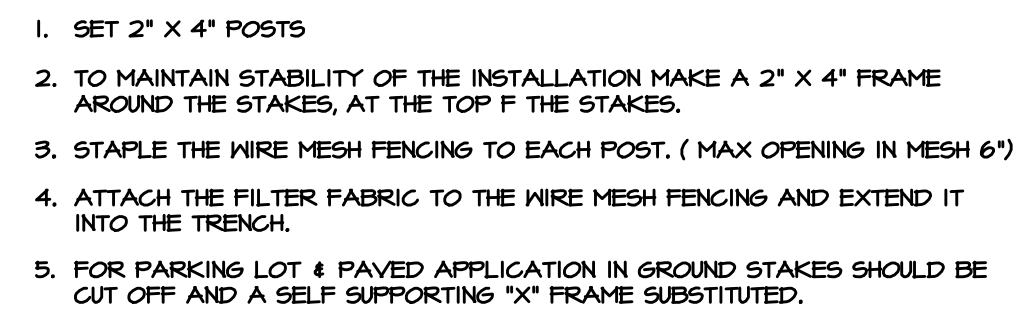 1. SET 2" X 4" POSTS
2. TO MAINTAIN STABILITY OF THE INSTALLATION MAKE A 2" X 4" FRAME
AROUND THE STAKES, AT THE TOP F THE STAKES.
3. STAPLE THE WIRE MESH FENCING TO EACH POST. ( MAX OPENING IN MESH 6")
4. ATTACH THE FILTER FABRIC TO THE WIRE MESH FENCING AND EXTEND IT
INTO THE TRENCH.
5. FOR PARKING LOT & PAVED APPLICATION IN GROUND STAKES SHOULD BE
CUT OFF AND A SELF SUPPORTING "X" FRAME SUBSTITUTED.